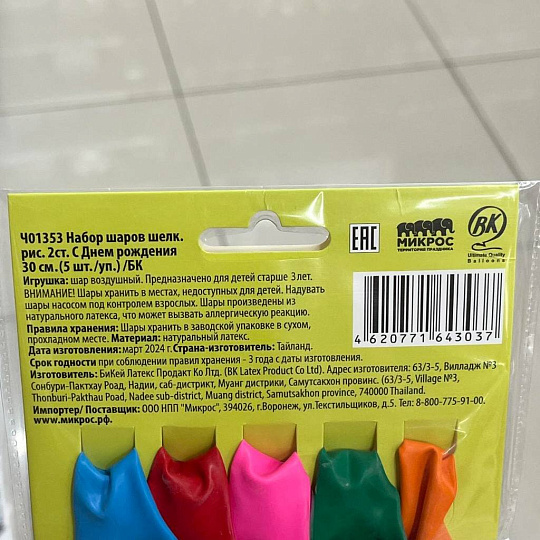 Ч01353 Набор шаров шелк.
рис. 2ст. С Днем рождения
30 см.(5 шт./уп.) /БК
Игрушка: шар воздушный. Предназначено для детей старше 3 лет.
ВНИМАНИЕ! Шары хранить в местах, недоступных для детей. Надувать
шары насосом под контролем взрослых. Шары произведены из
натурального латекса, что может вызвать аллергическую реакцию.
Правила хранения: Шары хранить в заводской упаковке в сухом,
прохладном месте. Материал: натуральный латекс.
Дата изготовления: март 2024 г. Страна-изготовитель: Тайланд.
Срок годности при соблюдении правил хранения - 3 года с даты изготовления.
Изготовитель: БиКей Латекс Продакт Ко Лтд. (BK Latex Product Co Ltd). Адрес изготовителя: 63/3-5, Вилладж №3
Сонбури-Пактхау Роад, Надии, саб-дистрикт, Муанг дистрикт, Самутсакхон провинс. (63/3-5, Village №3,
Thonburi-Pakthau Poad, Nadee sub-district, Muang district, Samutsakhon province, 740000 Thailand.
Импортер/ Поставщик: ООО НПП "Микрос", 394026, г.Воронеж, ул.Текстильщиков, д.5. Тел: 8-800-775-91-00.
www.микрос.рф.
EAC
МИКРОС
ТЕРРИТОРИЯ ПРАЗДНИКА
BK
Ultimate Quality
Balloons
4 620771 643037